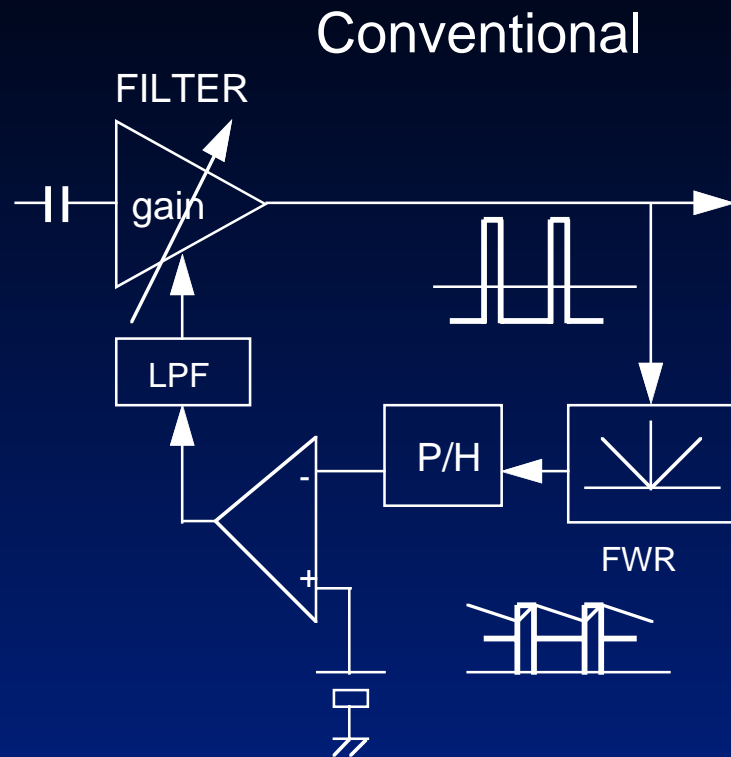 Conventional
FILTER
gain
LPF
P/H
-
+
FWR